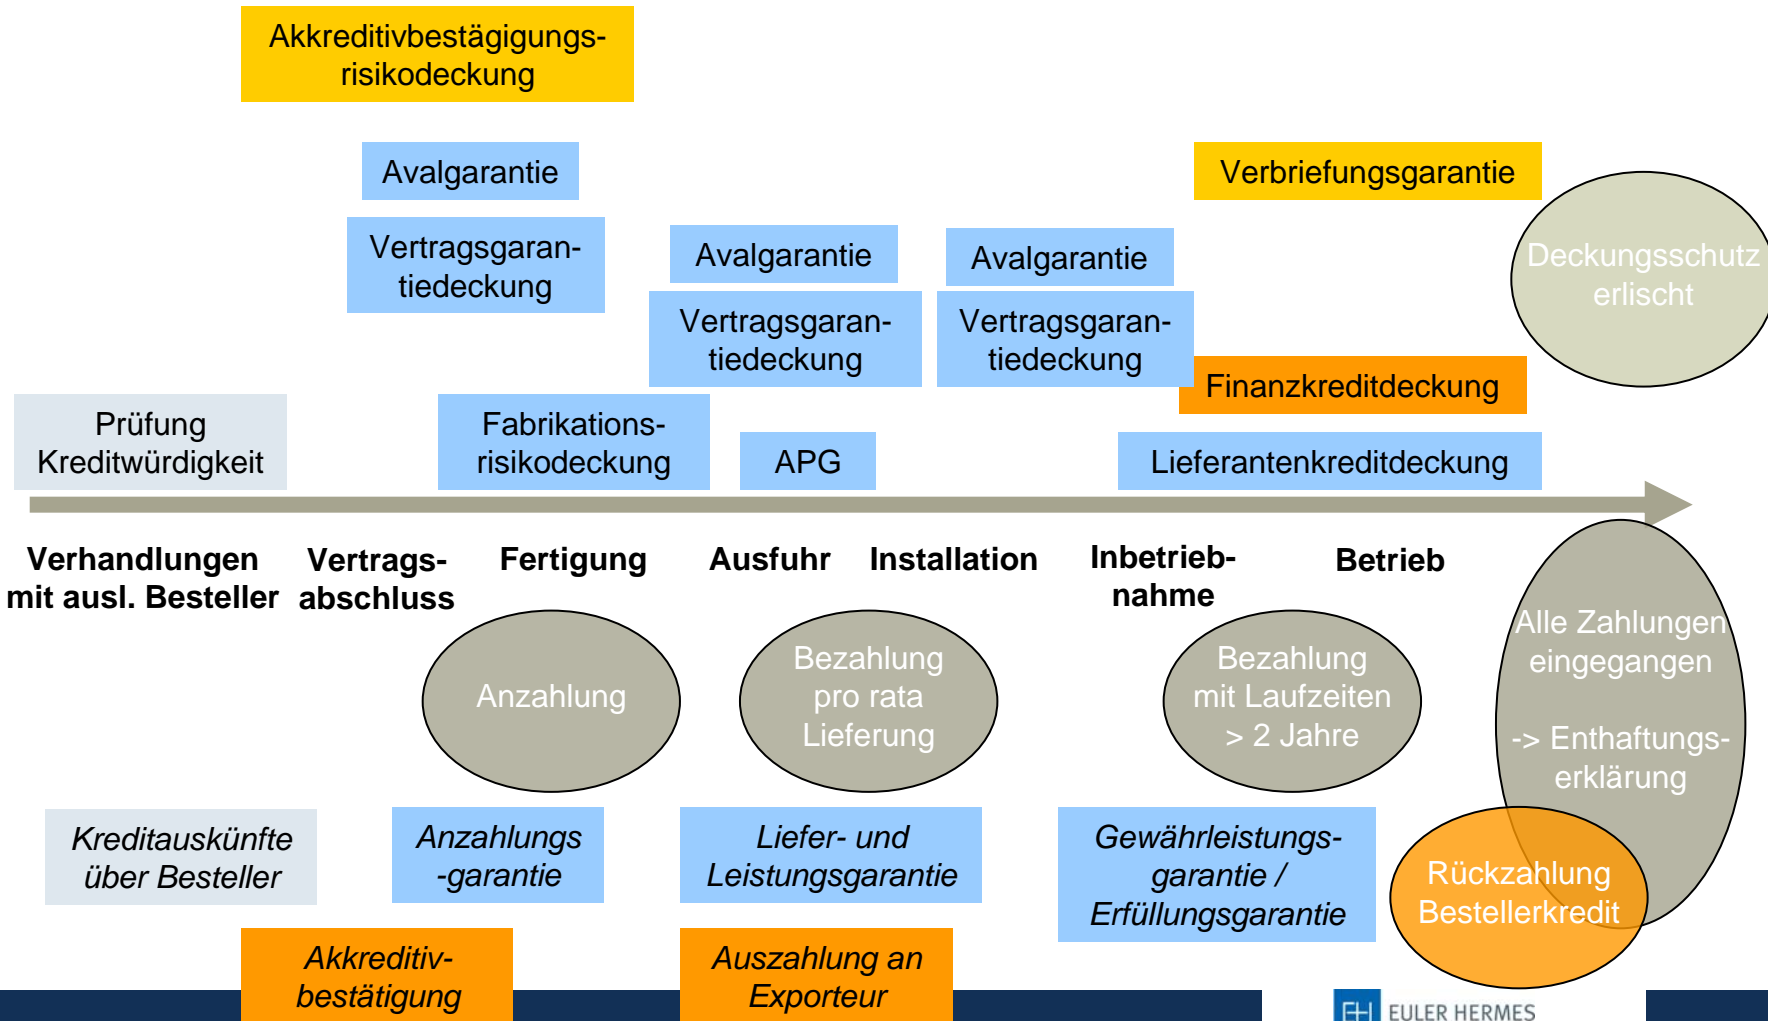 Akkreditivbestägigungs-
risikodeckung
Avalgarantie
Verbriefungsgarantie
Vertragsgaran-
tiedeckung
Avalgarantie
Avalgarantie
Deckungsschutz
erlischt
Vertragsgaran-
tiedeckung
Vertragsgaran-
tiedeckung
Finanzkreditdeckung
Prüfung
Kreditwürdigkeit
Fabrikations-
risikodeckung
APG
Lieferantenkreditdeckung
Verhandlungen
mit ausl. Besteller
Vertrags-
abschluss
Fertigung
Ausfuhr
Installation
Inbetrieb-
nahme
Betrieb
Anzahlung
Bezahlung
pro rata
Lieferung
Bezahlung
mit Laufzeiten
> 2 Jahre
Alle Zahlungen
eingegangen
-> Enthaftungs-
erklärung
Kreditauskünfte
über Besteller
Anzahlungs
-garantie
Liefer- und
Leistungsgarantie
Gewährleistungs-
garantie /
Erfüllungsgarantie
Rückzahlung
Bestellerkredit
Akkreditiv-
bestätigung
Auszahlung an
Exporteur
EULER HERMES